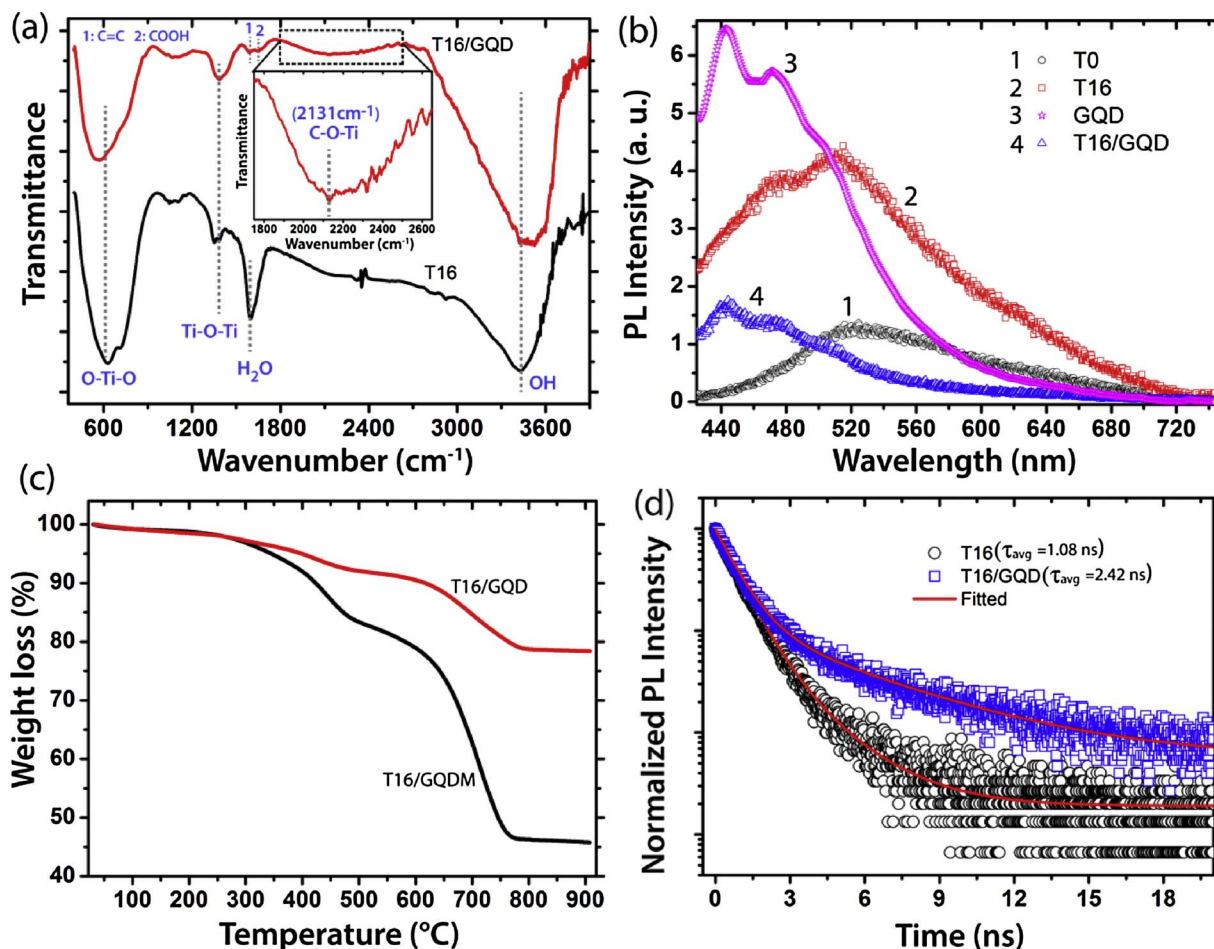 (a)
1: C=C 2: COOH
1 2
T16/GQD
(2131cm⁻¹)
C-O-Ti
Transmittance
1800 2000 2200 2400 2600
Wavenumber (cm⁻¹)
T16
Ti-O-Ti
O-Ti-O
H₂O
OH
Transmittance
600 1200 1800 2400 3000 3600
Wavenumber (cm⁻¹)
(b)
6
5
4
3
2
1
0
PL Intensity (a. u.)
3
2
4
1
1 T0
2 T16
3 GQD
4 T16/GQD
440 480 520 560 600 640 680 720
Wavelength (nm)
(c)
100
90
80
70
60
50
40
Weight loss (%)
T16/GQD
T16/GQDM
100 200 300 400 500 600 700 800 900
Temperature (°C)
(d)
T16(τavg =1.08 ns)
T16/GQD(τavg =2.42 ns)
Fitted
Normalized PL Intensity
0 3 6 9 12 15 18
Time (ns)